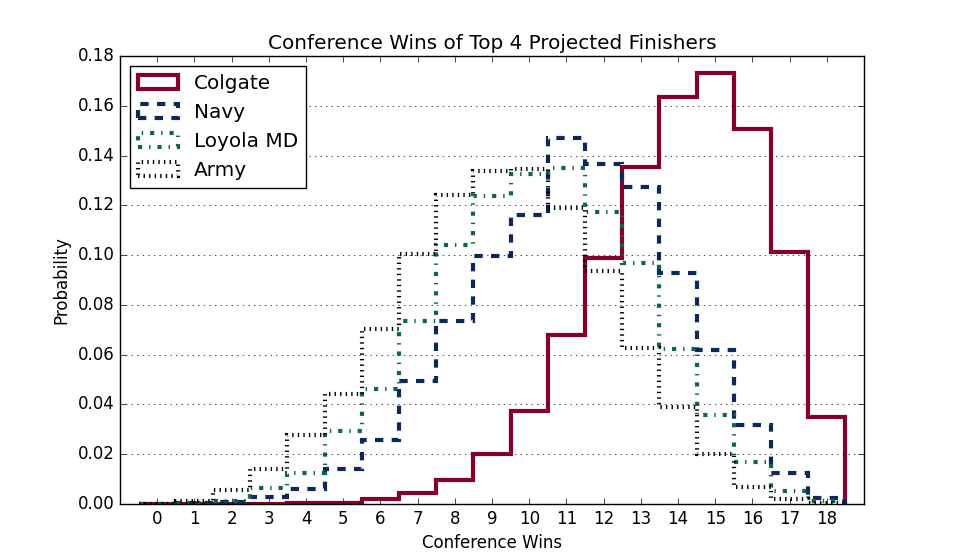 Conference Wins of Top 4 Projected Finishers
0.18
0.16
0.14
0.12
0.10
0.08
0.06
0.04
0.02
0.00
Probability
Colgate
Navy
Loyola MD
Army
0 1 2 3 4 5 6 7 8 9 10 11 12 13 14 15 16 17 18
Conference Wins